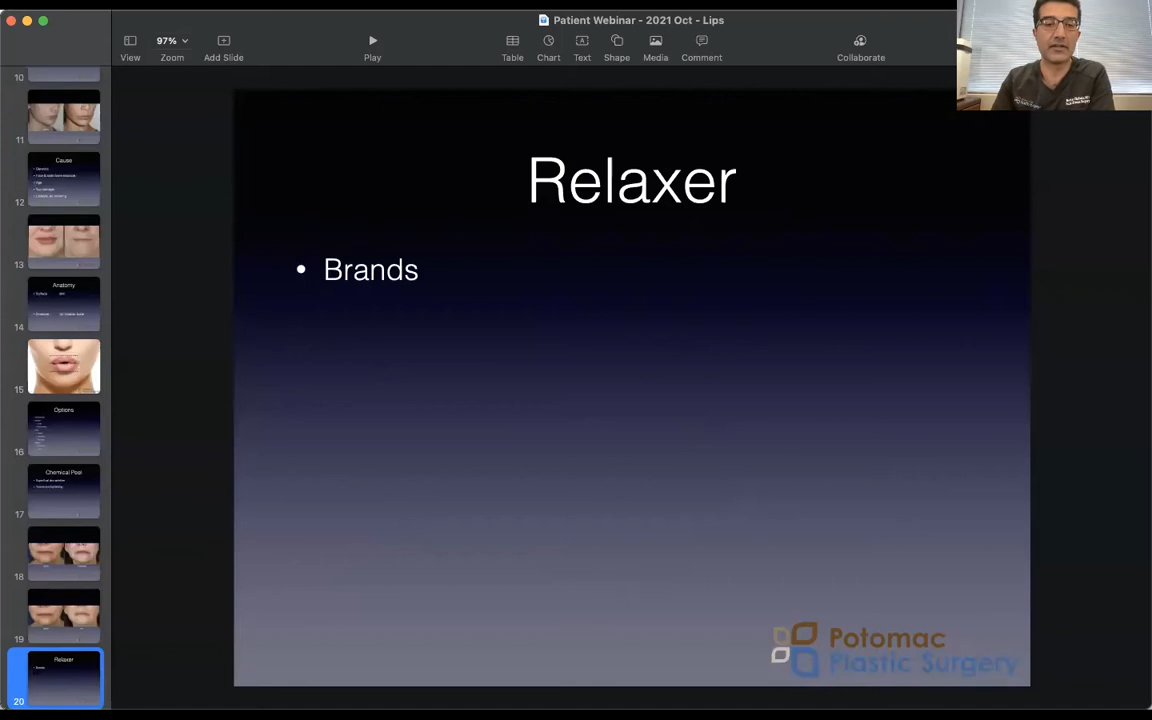 Patient Webinar - 2021 Oct - Lips
97%
View
Zoom
Add Slide
Play
Table
Chart
Text
Shape
Media
Comment
Collaborate
10
11
Cause
12
13
Anatomy
14
15
Options
16
Chemical Peel
17
18
19
Relaxer
• Brands
20
Relaxer
• Brands
Potomac
Plastic Surgery